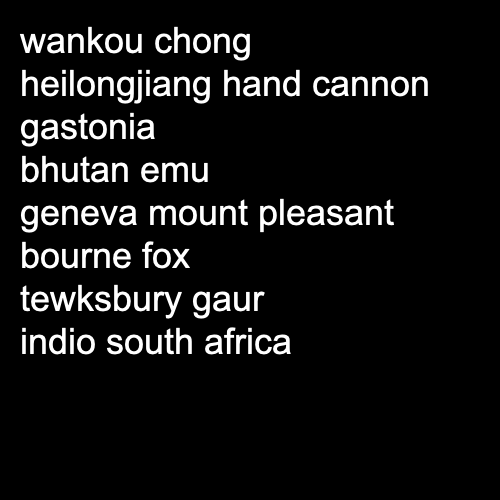 wankou chong
heilongjiang hand cannon
gastonia
bhutan emu
geneva mount pleasant
bourne fox
tewksbury gaur
indio south africa